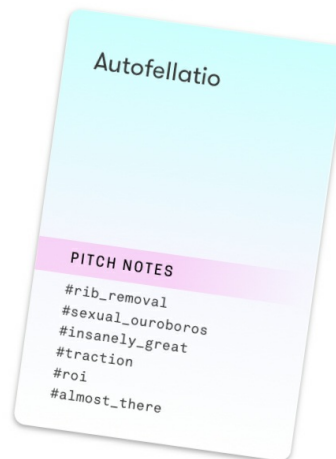 Autofellatio
PITCH NOTES
#rib_removal
#sexual_ouroboros
#insanely_great
#traction
#roi
#almost_there